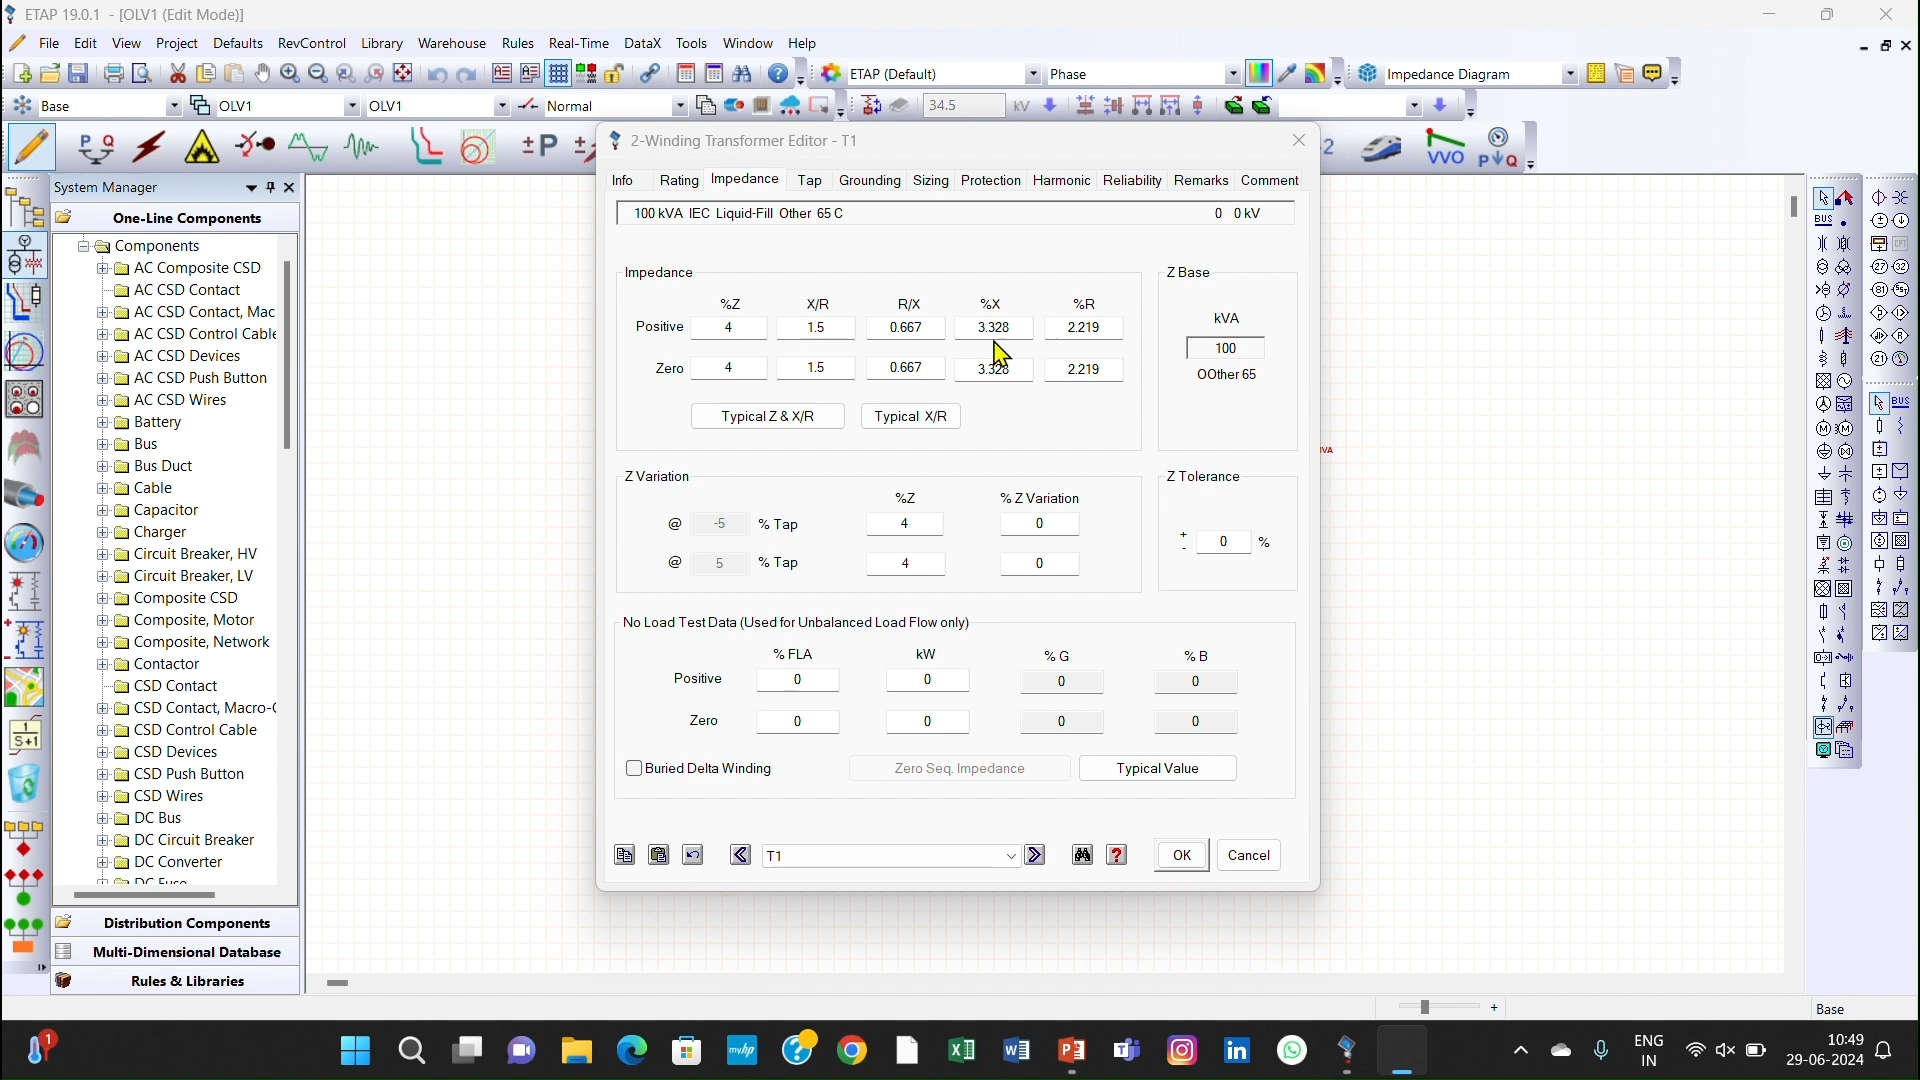 ETAP 19.0.1 - [OLV1 (Edit Mode)]
File Edit View Project Defaults RevControl Library Warehouse Rules Real-Time DataX Tools Window Help
ETAP (Default) Phase Impedance Diagram
Base OLV1 OLV1 Normal 34.5 kV
2-Winding Transformer Editor - T1
System Manager
One-Line Components
Components
AC Composite CSD
AC CSD Contact
AC CSD Contact, Mac
AC CSD Control Cable
AC CSD Devices
AC CSD Push Button
AC CSD Wires
Battery
Bus
Bus Duct
Cable
Capacitor
Charger
Circuit Breaker, HV
Circuit Breaker, LV
Composite CSD
Composite, Motor
Composite, Network
Contactor
CSD Contact
CSD Contact, Macro-
CSD Control Cable
CSD Devices
CSD Push Button
CSD Wires
DC Bus
DC Circuit Breaker
DC Converter
DC Fuse
Distribution Components
Multi-Dimensional Database
Rules & Libraries
Info Rating Impedance Tap Grounding Sizing Protection Harmonic Reliability Remarks Comment
100 kVA IEC Liquid-Fill Other 65 C 0 0 kV
Impedance
%Z X/R R/X %X %R
Positive 4 1.5 0.667 3.328 2.219
Zero 4 1.5 0.667 3.328 2.219
Typical Z & X/R Typical X/R
Z Base
kVA
100
OOther 65
Z Variation
%Z % Z Variation
@ -5 % Tap 4 0
@ 5 % Tap 4 0
Z Tolerance
+
- 0 %
No Load Test Data (Used for Unbalanced Load Flow only)
% FLA kW % G % B
Positive 0 0 0 0
Zero 0 0 0 0
Buried Delta Winding Zero Seq. Impedance Typical Value
T1 OK Cancel
Base
ENG
IN
10:49
29-06-2024